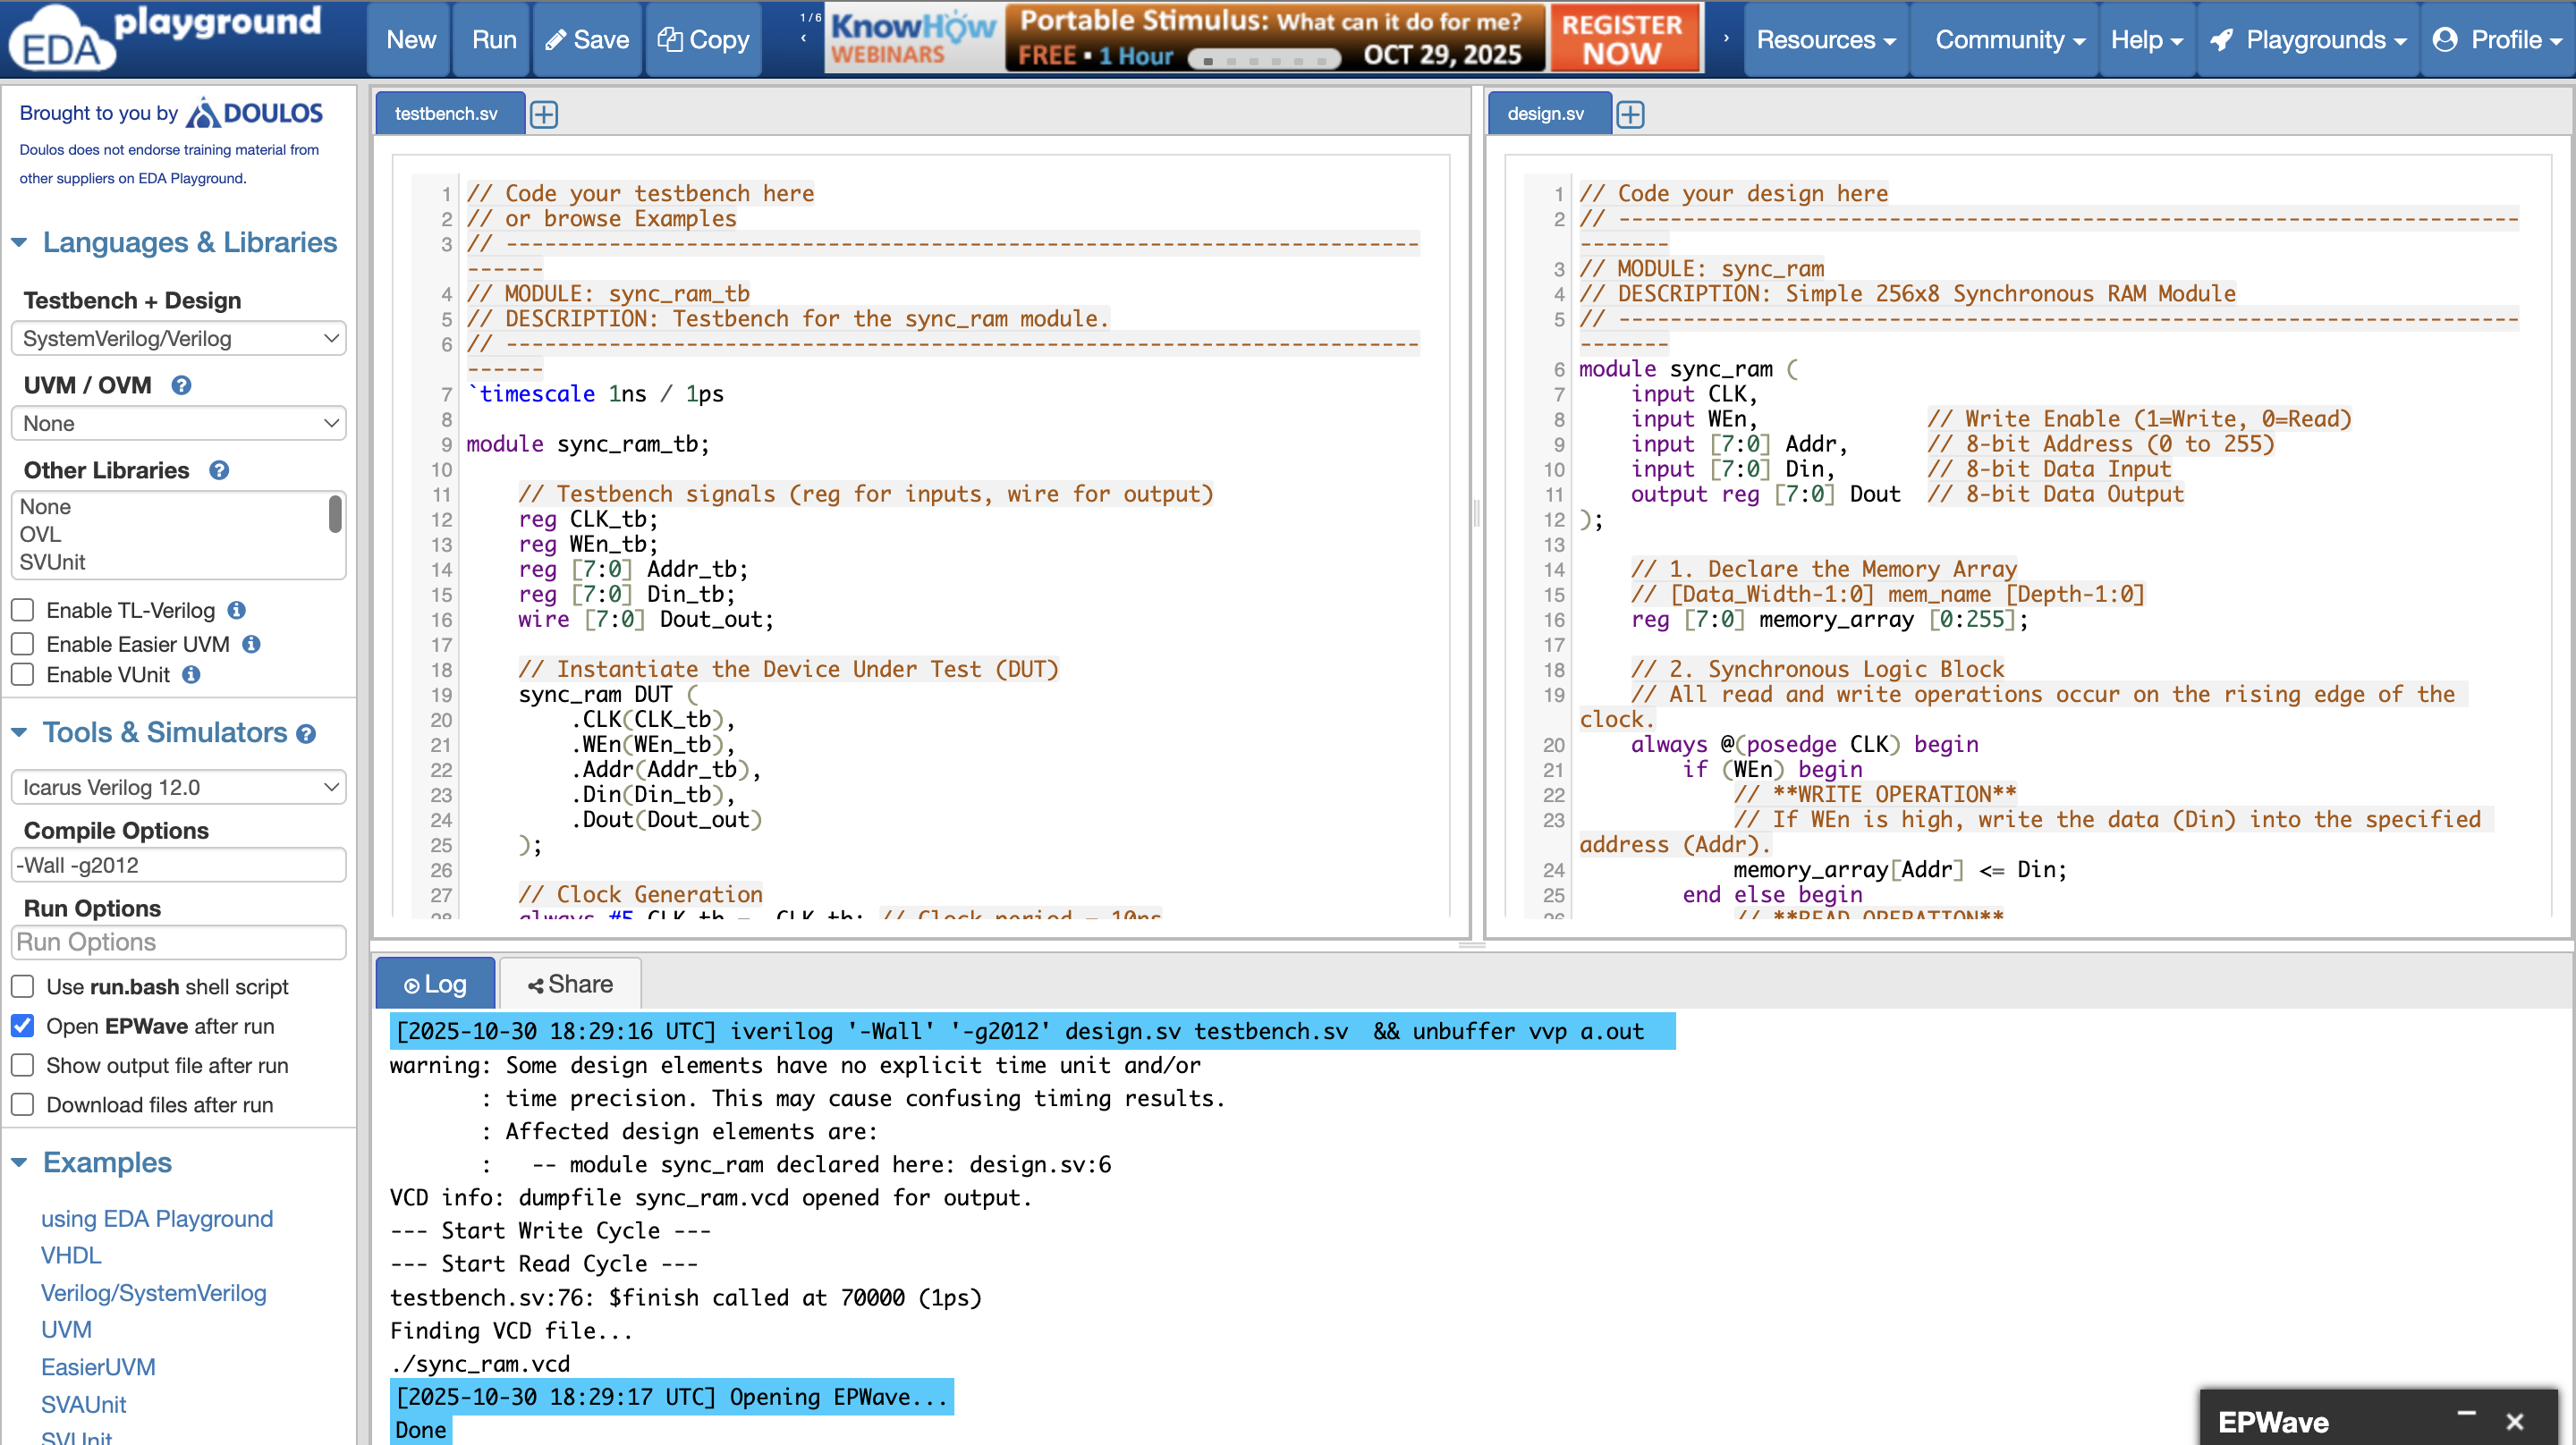 EDA playground
New
Run
Save
Copy
1 / 6
KnowHow
WEBINARS
Portable Stimulus: What can it do for me?
FREE ▪ 1 Hour
OCT 29, 2025
REGISTER
NOW
Resources
Community
Help
Playgrounds
Profile
Brought to you by DOULOS
Doulos does not endorse training material from
other suppliers on EDA Playground.
Languages & Libraries
Testbench + Design
SystemVerilog/Verilog
UVM / OVM
None
Other Libraries
None
OVL
SVUnit
Enable TL-Verilog
Enable Easier UVM
Enable VUnit
Tools & Simulators
Icarus Verilog 12.0
Compile Options
-Wall -g2012
Run Options
Run Options
Use run.bash shell script
Open EPWave after run
Show output file after run
Download files after run
Examples
using EDA Playground
VHDL
Verilog/SystemVerilog
UVM
EasierUVM
SVAUnit
SVUnit
testbench.sv
1 // Code your testbench here
2 // or browse Examples
3 // -----------------------------------------------------------------------
------
4 // MODULE: sync_ram_tb
5 // DESCRIPTION: Testbench for the sync_ram module.
6 // -----------------------------------------------------------------------
------
7 `timescale 1ns / 1ps
8
9 module sync_ram_tb;
10
11 // Testbench signals (reg for inputs, wire for output)
12 reg CLK_tb;
13 reg WEn_tb;
14 reg [7:0] Addr_tb;
15 reg [7:0] Din_tb;
16 wire [7:0] Dout_out;
17
18 // Instantiate the Device Under Test (DUT)
19 sync_ram DUT (
20 .CLK(CLK_tb),
21 .WEn(WEn_tb),
22 .Addr(Addr_tb),
23 .Din(Din_tb),
24 .Dout(Dout_out)
25 );
26
27 // Clock Generation
28 always #5 CLK_tb = ~CLK_tb; // Clock period = 10ns
design.sv
1 // Code your design here
2 // ----------------------------------------------------------------------
-------
3 // MODULE: sync_ram
4 // DESCRIPTION: Simple 256x8 Synchronous RAM Module
5 // ----------------------------------------------------------------------
-------
6 module sync_ram (
7 input CLK,
8 input WEn, // Write Enable (1=Write, 0=Read)
9 input [7:0] Addr, // 8-bit Address (0 to 255)
10 input [7:0] Din, // 8-bit Data Input
11 output reg [7:0] Dout // 8-bit Data Output
12 );
13
14 // 1. Declare the Memory Array
15 // [Data_Width-1:0] mem_name [Depth-1:0]
16 reg [7:0] memory_array [0:255];
17
18 // 2. Synchronous Logic Block
19 // All read and write operations occur on the rising edge of the
clock.
20 always @(posedge CLK) begin
21 if (WEn) begin
22 // **WRITE OPERATION**
23 // If WEn is high, write the data (Din) into the specified
address (Addr).
24 memory_array[Addr] <= Din;
25 end else begin
26 // **READ OPERATION**
Log
Share
[2025-10-30 18:29:16 UTC] iverilog '-Wall' '-g2012' design.sv testbench.sv && unbuffer vvp a.out
warning: Some design elements have no explicit time unit and/or
: time precision. This may cause confusing timing results.
: Affected design elements are:
: -- module sync_ram declared here: design.sv:6
VCD info: dumpfile sync_ram.vcd opened for output.
--- Start Write Cycle ---
--- Start Read Cycle ---
testbench.sv:76: $finish called at 70000 (1ps)
Finding VCD file...
./sync_ram.vcd
[2025-10-30 18:29:17 UTC] Opening EPWave...
Done
EPWave